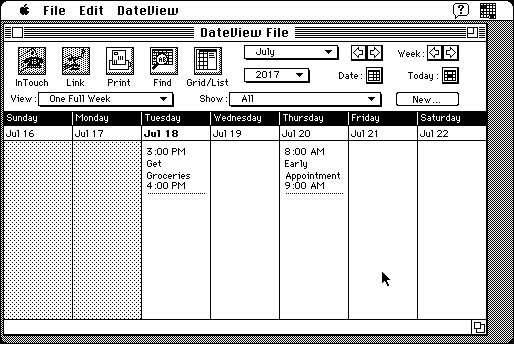 File Edit DateView
DateView File
July
Week:
2017
Date:
Today:
InTouch Link Print Find Grid/List
View: One Full Week
Show: All
New...
Sunday Monday Tuesday Wednesday Thursday Friday Saturday
Jul 16 Jul 17 Jul 18 Jul 19 Jul 20 Jul 21 Jul 22
3:00 PM
Get
Groceries
4:00 PM
8:00 AM
Early
Appointment
9:00 AM